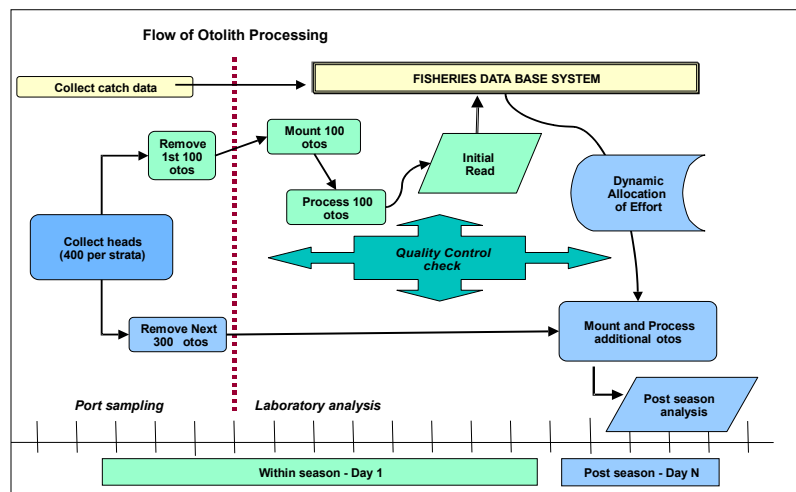 Flow of Otolith Processing
Collect catch data
FISHERIES DATA BASE SYSTEM
Remove
1st 100
otos
Mount 100
otos
Initial
Read
Process 100
otos
Dynamic
Allocation
of Effort
Collect heads
(400 per strata)
Quality Control
check
Remove Next
300 otos
Mount and Process
additional otos
Post season
analysis
Port sampling
Laboratory analysis
Within season - Day 1
Post season - Day N